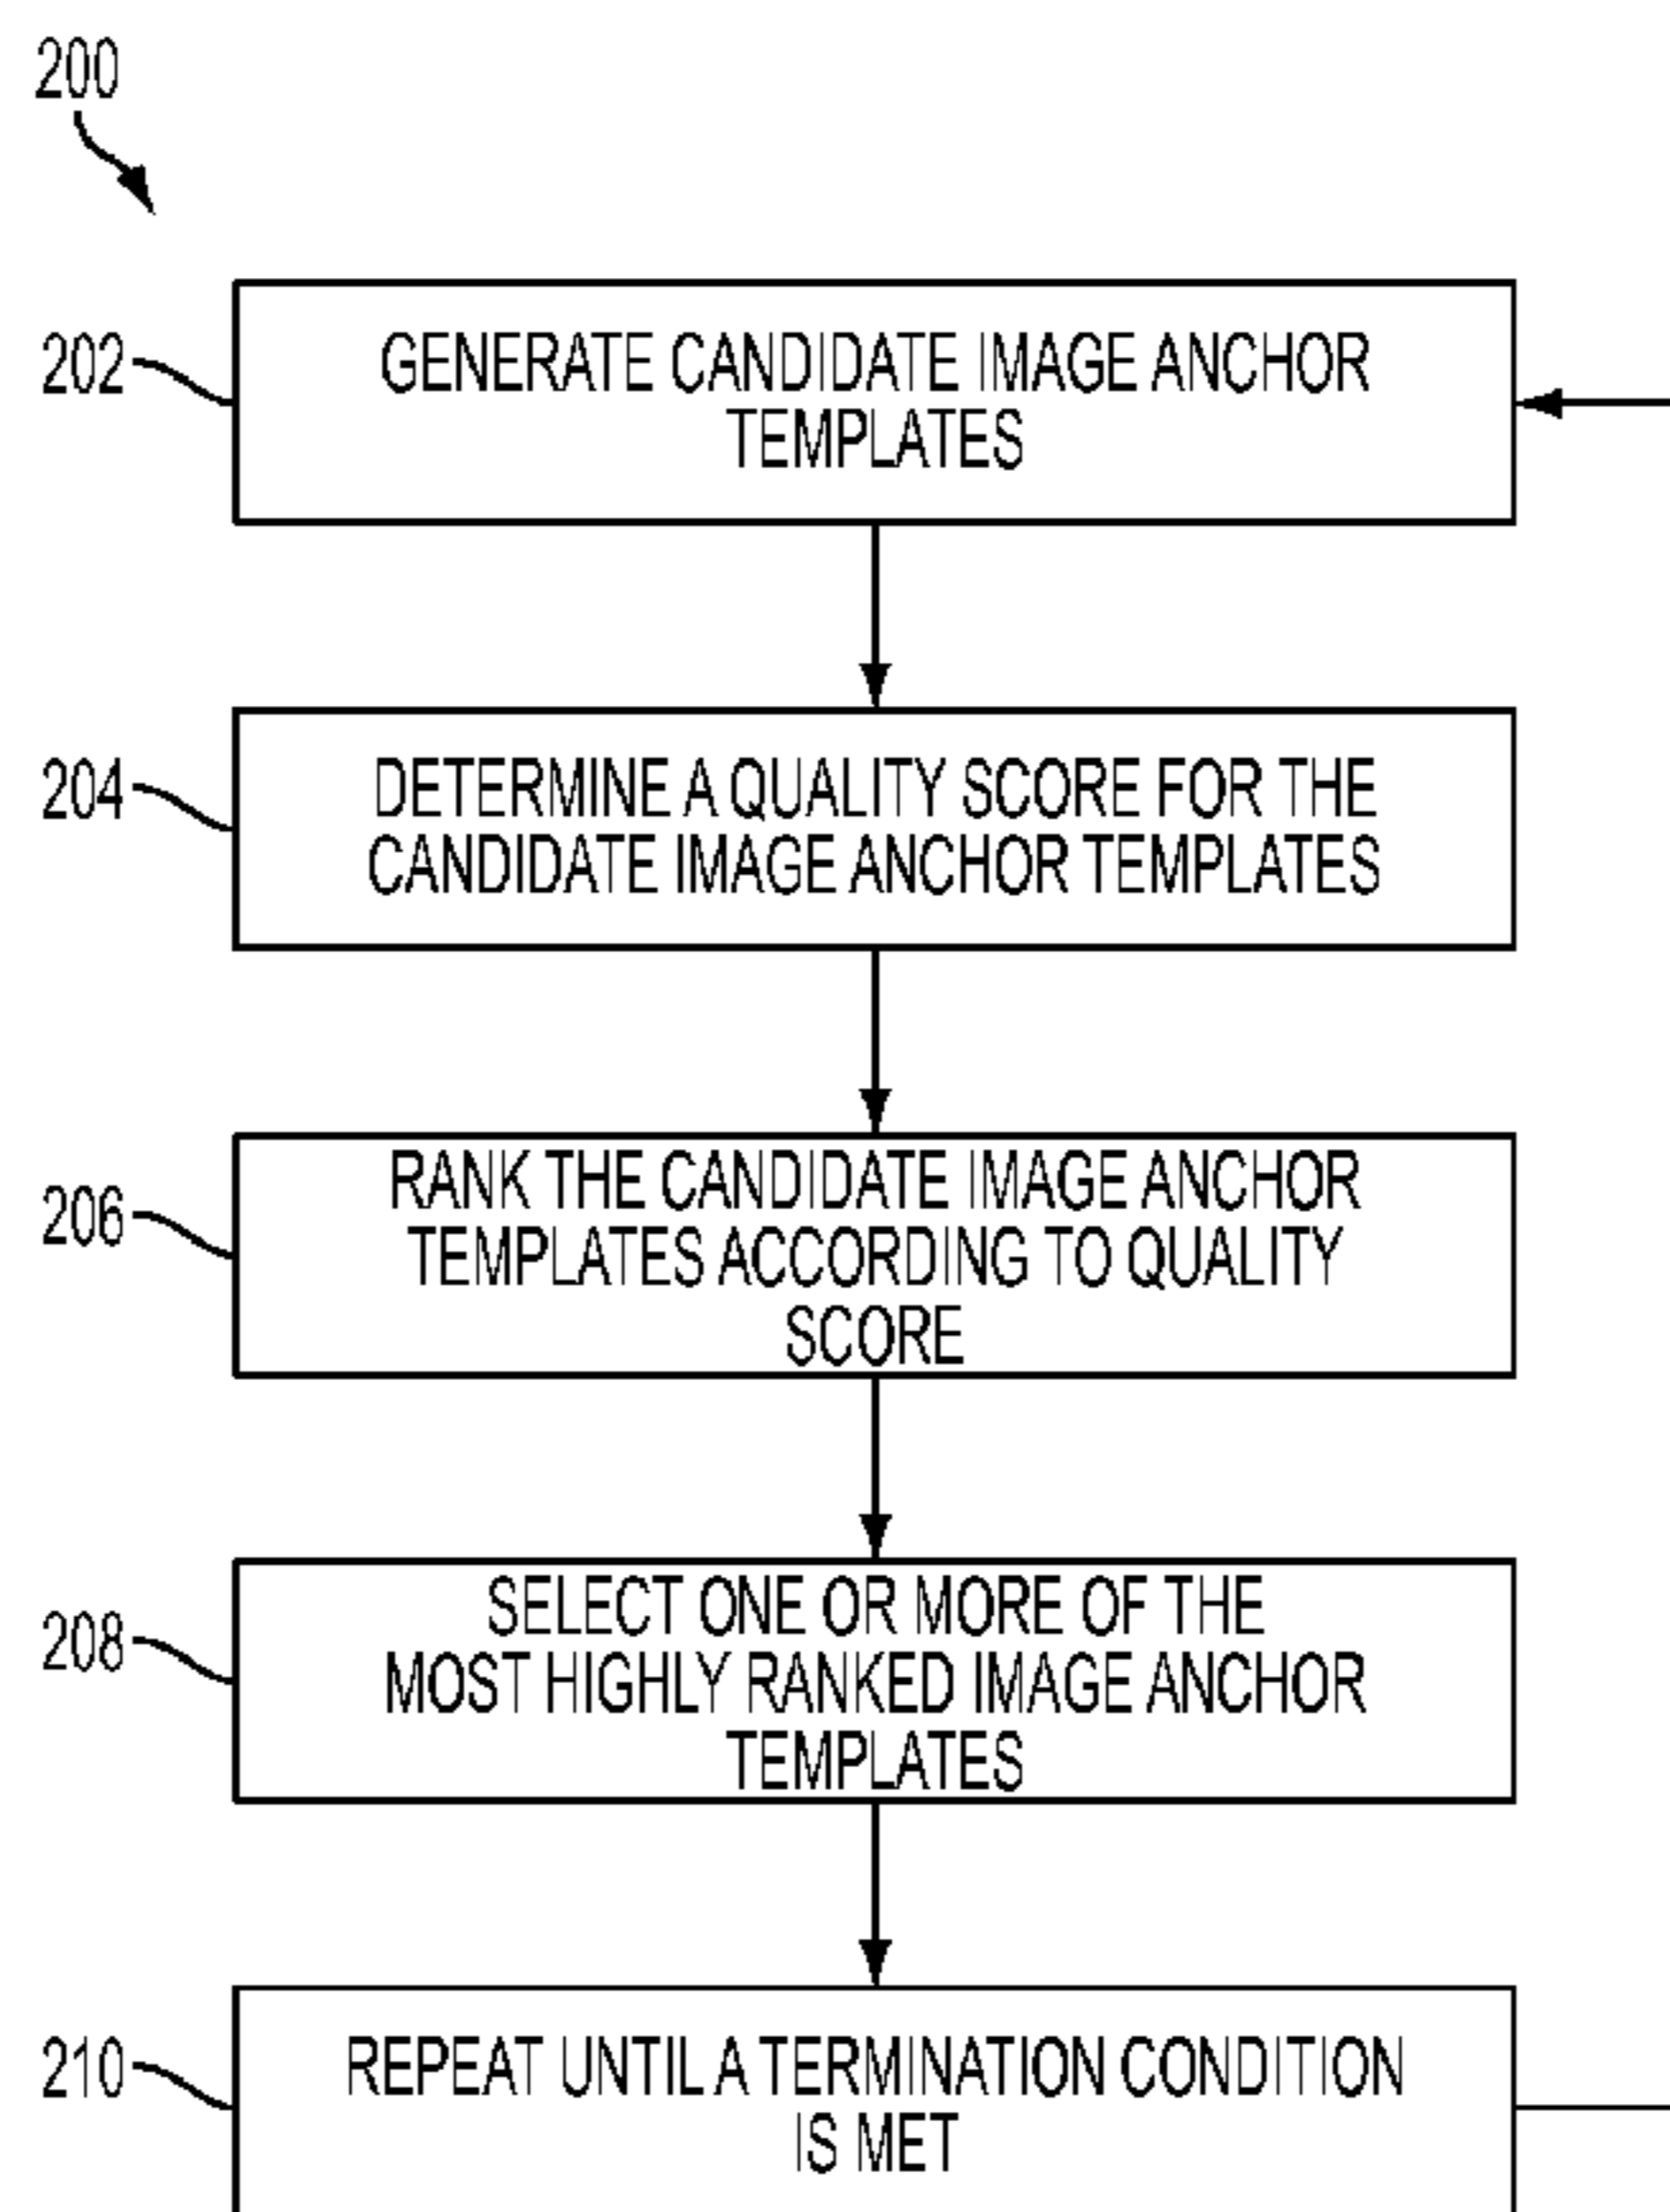 200
202
GENERATE CANDIDATE IMAGE ANCHOR
TEMPLATES
204
DETERMINE A QUALITY SCORE FOR THE
CANDIDATE IMAGE ANCHOR TEMPLATES
206
RANK THE CANDIDATE IMAGE ANCHOR
TEMPLATES ACCORDING TO QUALITY
SCORE
208
SELECT ONE OR MORE OF THE
MOST HIGHLY RANKED IMAGE ANCHOR
TEMPLATES
210
REPEAT UNTIL A TERMINATION CONDITION
IS MET